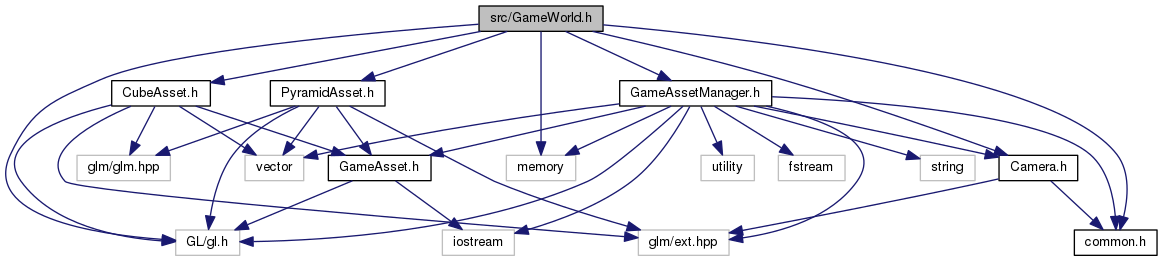 src/GameWorld.h
CubeAsset.h
PyramidAsset.h
GameAssetManager.h
glm/glm.hpp
vector
GameAsset.h
memory
utility
fstream
string
Camera.h
GL/gl.h
iostream
glm/ext.hpp
common.h